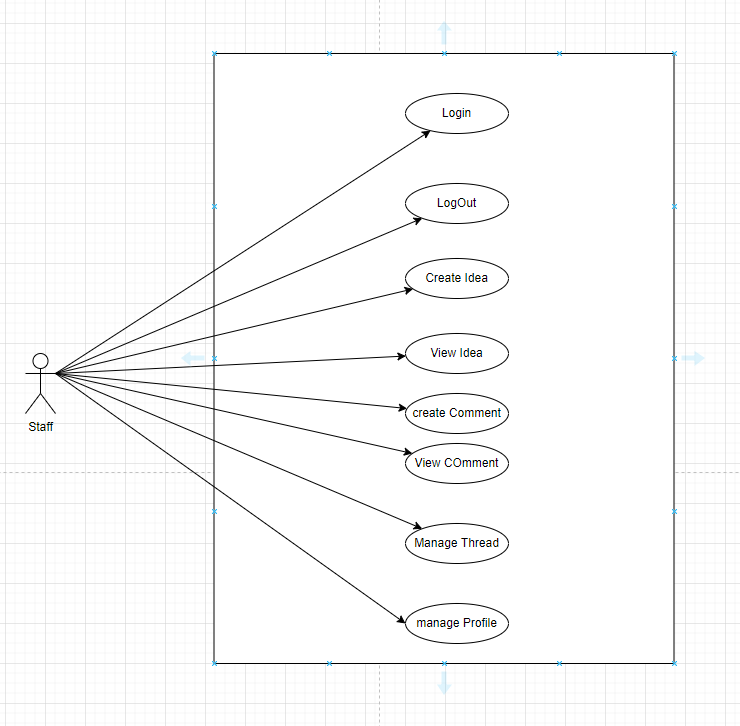 Login
LogOut
Create Idea
View Idea
create Comment
View COmment
Manage Thread
manage Profile
Staff